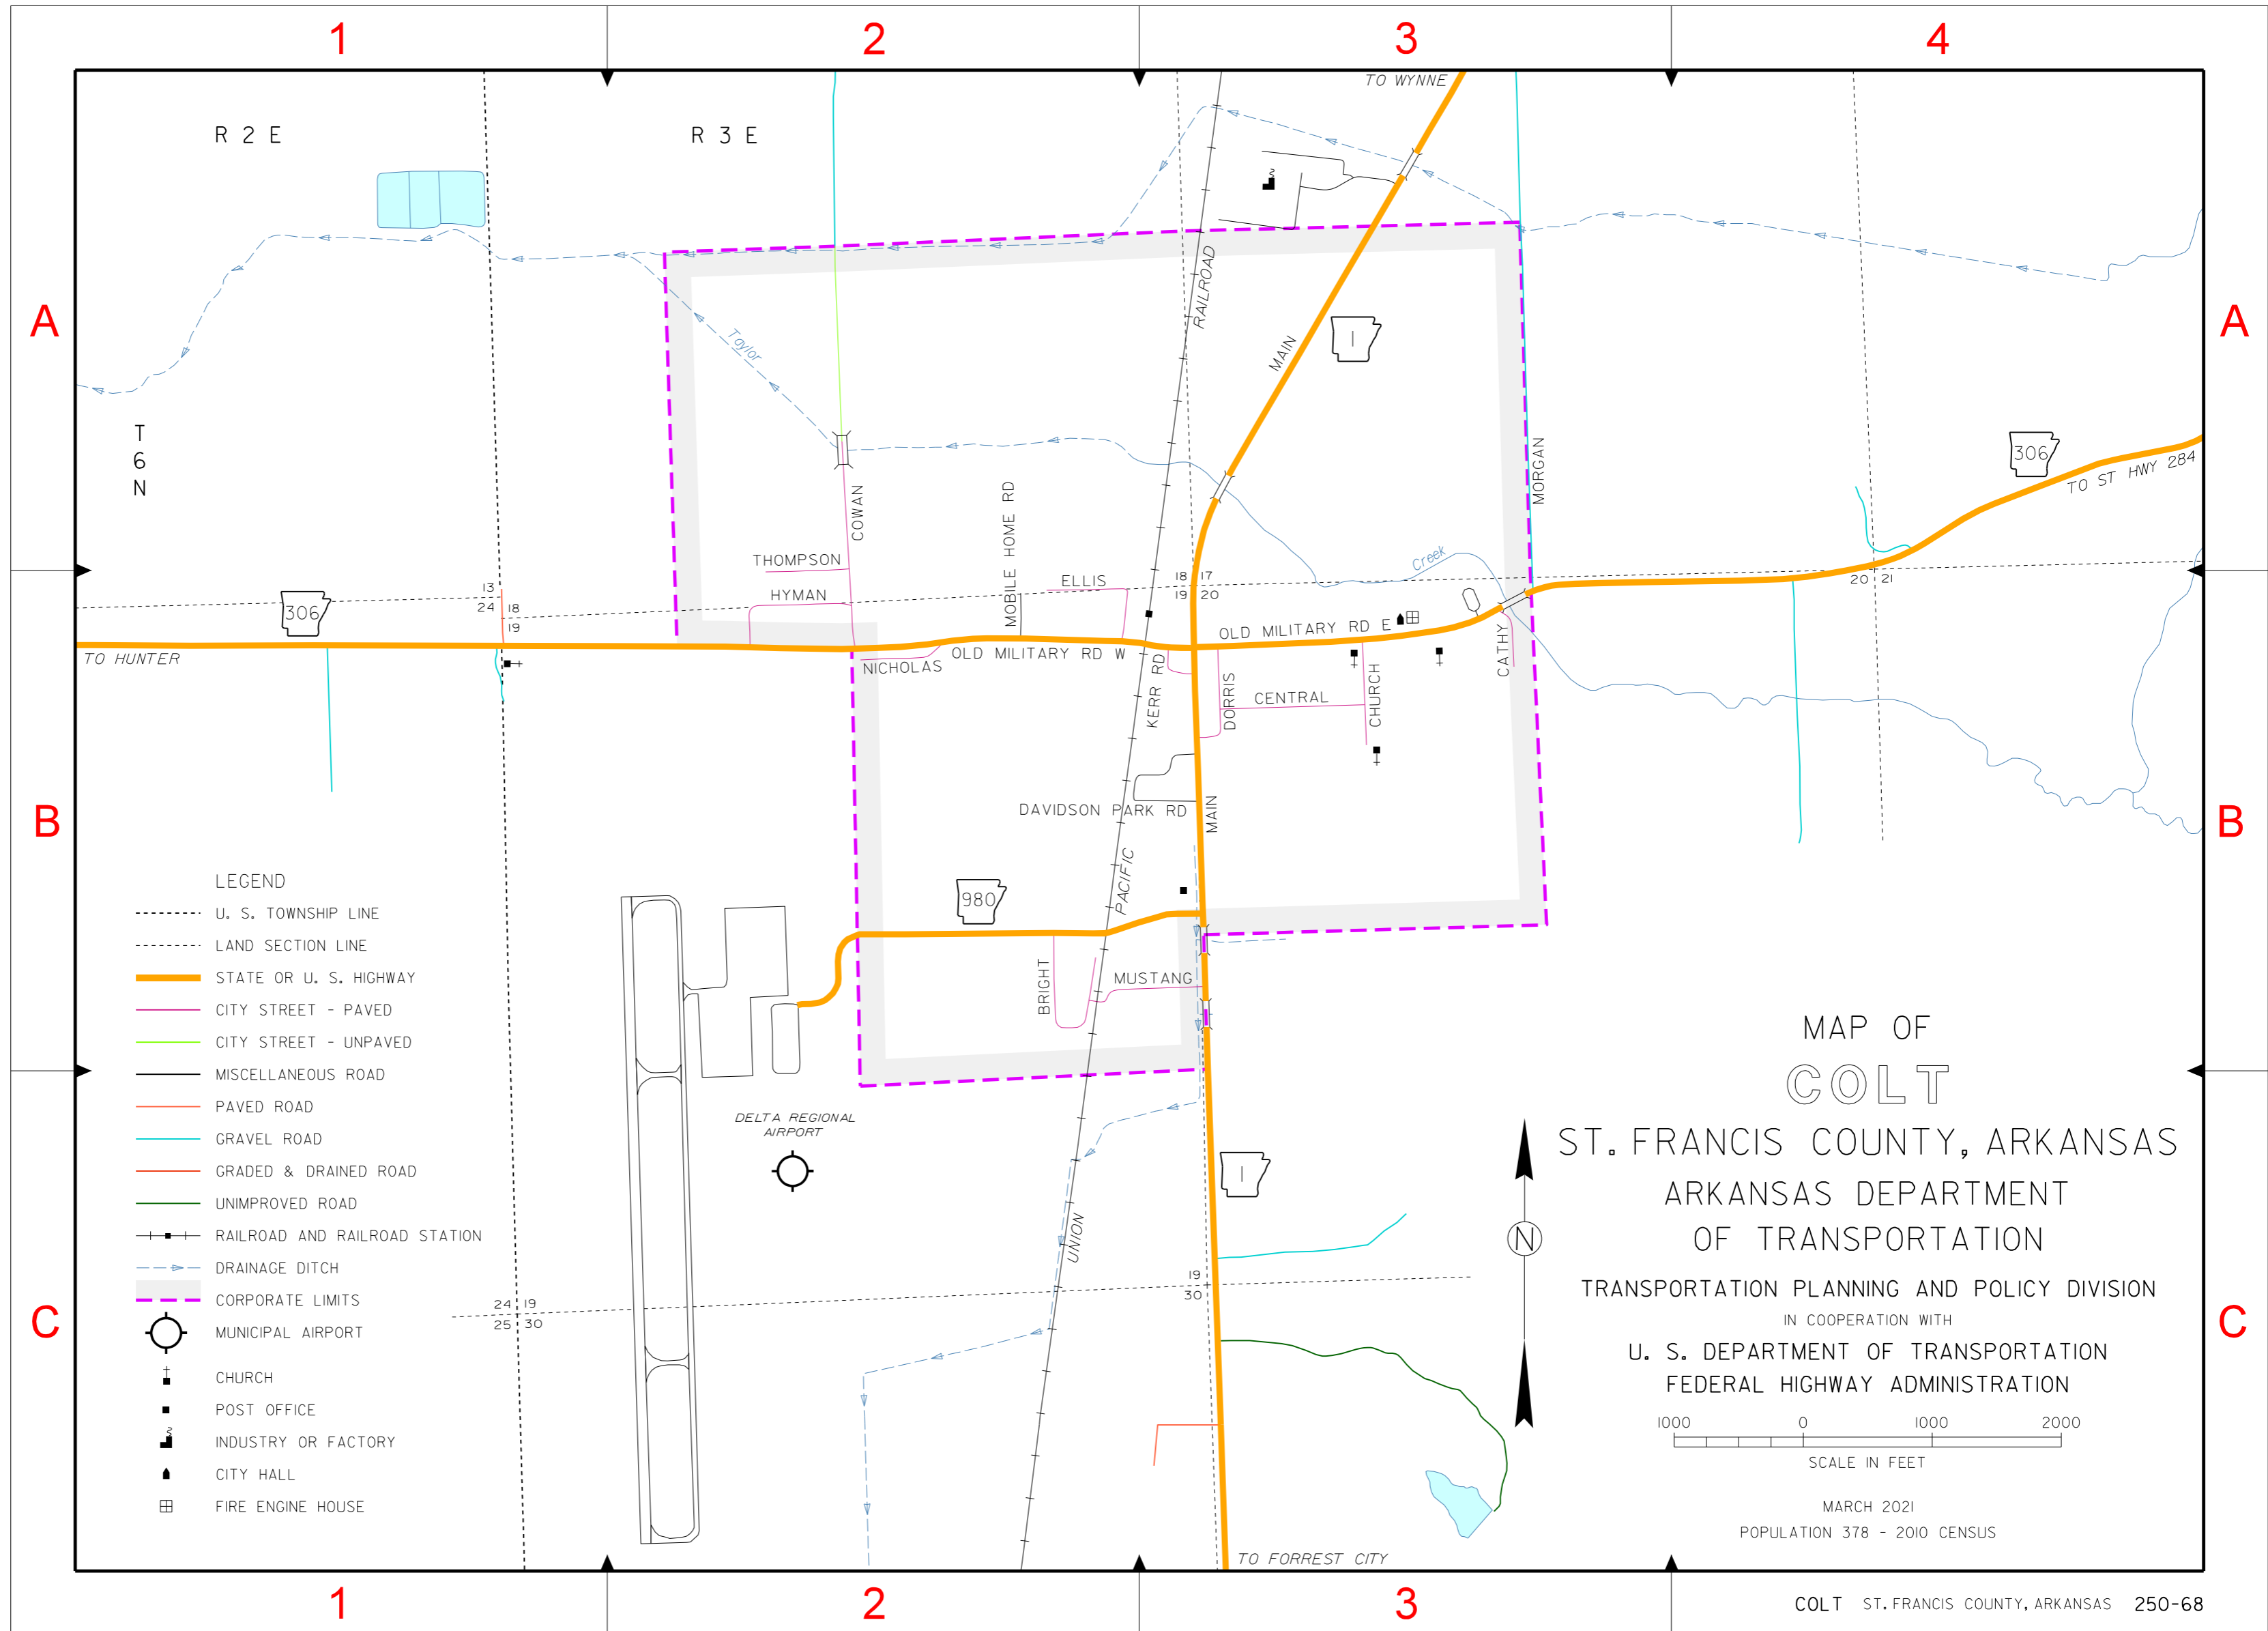 1 2 3 4
TO WYNNE
R 2 E
R 3 E
A
A
RAILROAD
MAIN
1
Taylor
T
6
N
306
TO ST HWY 284
MORGAN
COWAN
MOBILE HOME RD
THOMPSON
Creek
ELLIS
HYMAN
13
24
18
19
18 17
19 20
20 21
306
TO HUNTER
OLD MILITARY RD E
OLD MILITARY RD W
NICHOLAS
KERR RD
DORRIS
CENTRAL
CHURCH
CATHY
B
B
DAVIDSON PARK RD
MAIN
PACIFIC
980
BRIGHT
MUSTANG
LEGEND
U. S. TOWNSHIP LINE
LAND SECTION LINE
STATE OR U. S. HIGHWAY
CITY STREET - PAVED
CITY STREET - UNPAVED
MISCELLANEOUS ROAD
PAVED ROAD
GRAVEL ROAD
GRADED & DRAINED ROAD
UNIMPROVED ROAD
RAILROAD AND RAILROAD STATION
DRAINAGE DITCH
CORPORATE LIMITS
MUNICIPAL AIRPORT
CHURCH
POST OFFICE
INDUSTRY OR FACTORY
CITY HALL
FIRE ENGINE HOUSE
DELTA REGIONAL
AIRPORT
1
UNION
24 19
25 30
19
30
C
C
TO FORREST CITY
MAP OF
COLT
ST. FRANCIS COUNTY, ARKANSAS
ARKANSAS DEPARTMENT
OF TRANSPORTATION
TRANSPORTATION PLANNING AND POLICY DIVISION
IN COOPERATION WITH
U. S. DEPARTMENT OF TRANSPORTATION
FEDERAL HIGHWAY ADMINISTRATION
N
1000 0 1000 2000
SCALE IN FEET
MARCH 2021
POPULATION 378 - 2010 CENSUS
1 2 3
COLT ST. FRANCIS COUNTY, ARKANSAS 250-68